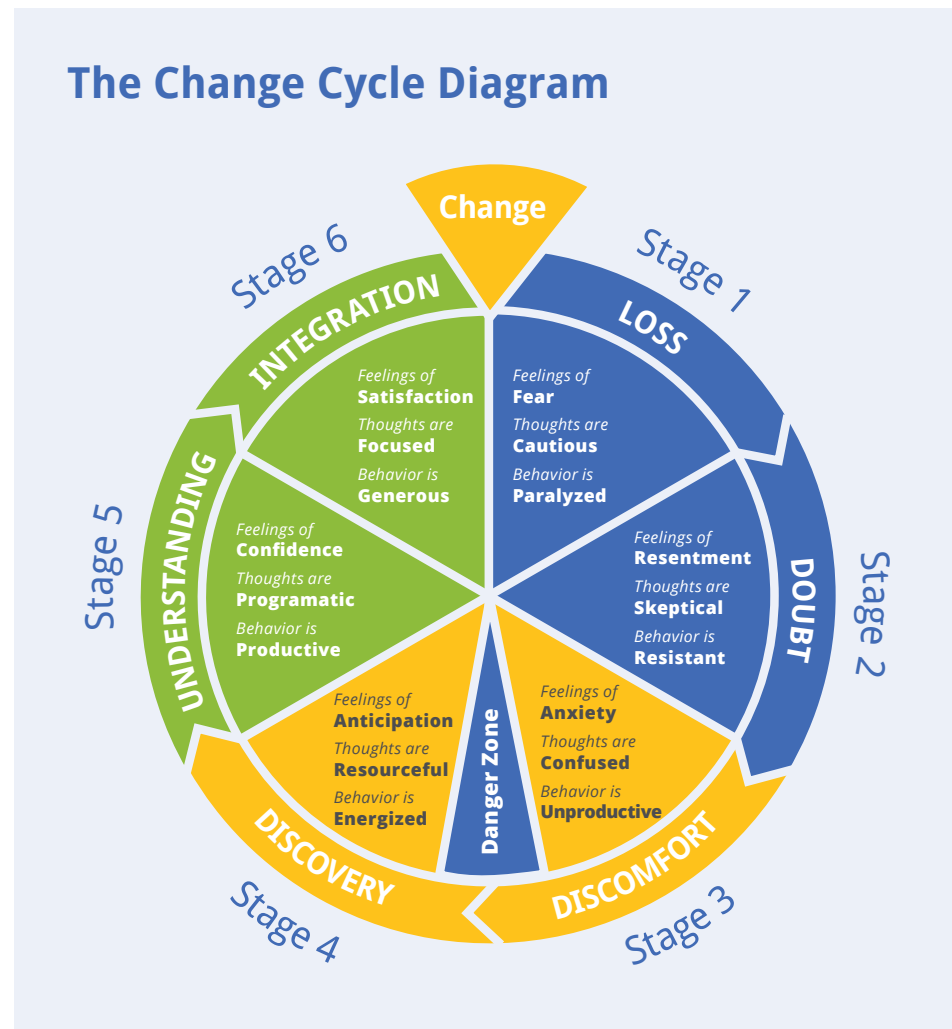 The Change Cycle Diagram
Change
Stage 1
LOSS
Feelings of
Fear
Thoughts are
Cautious
Behavior is
Paralyzed
Stage 2
DOUBT
Feelings of
Resentment
Thoughts are
Skeptical
Behavior is
Resistant
Stage 3
DISCOMFORT
Feelings of
Anxiety
Thoughts are
Confused
Behavior is
Unproductive
Danger Zone
Stage 4
DISCOVERY
Feelings of
Anticipation
Thoughts are
Resourceful
Behavior is
Energized
Stage 5
UNDERSTANDING
Feelings of
Confidence
Thoughts are
Programatic
Behavior is
Productive
Stage 6
INTEGRATION
Feelings of
Satisfaction
Thoughts are
Focused
Behavior is
Generous